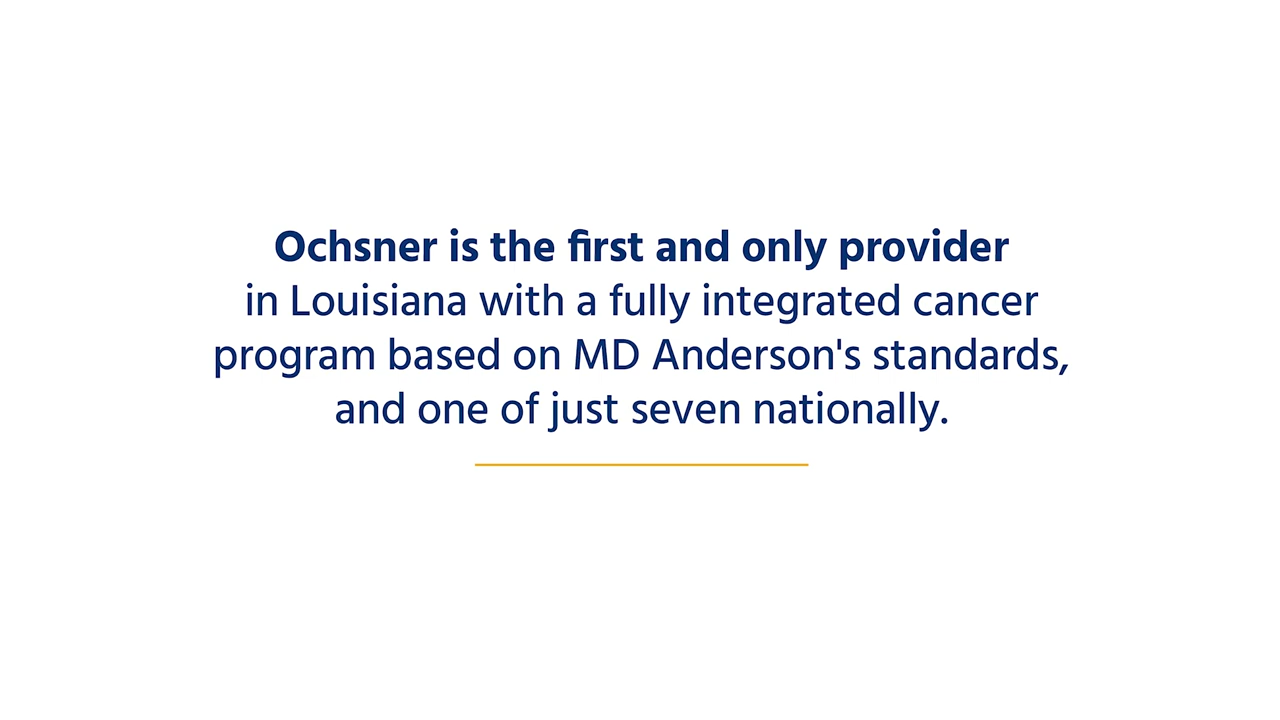 Ochsner is the first and only provider
in Louisiana with a fully integrated cancer
program based on MD Anderson's standards,
and one of just seven nationally.